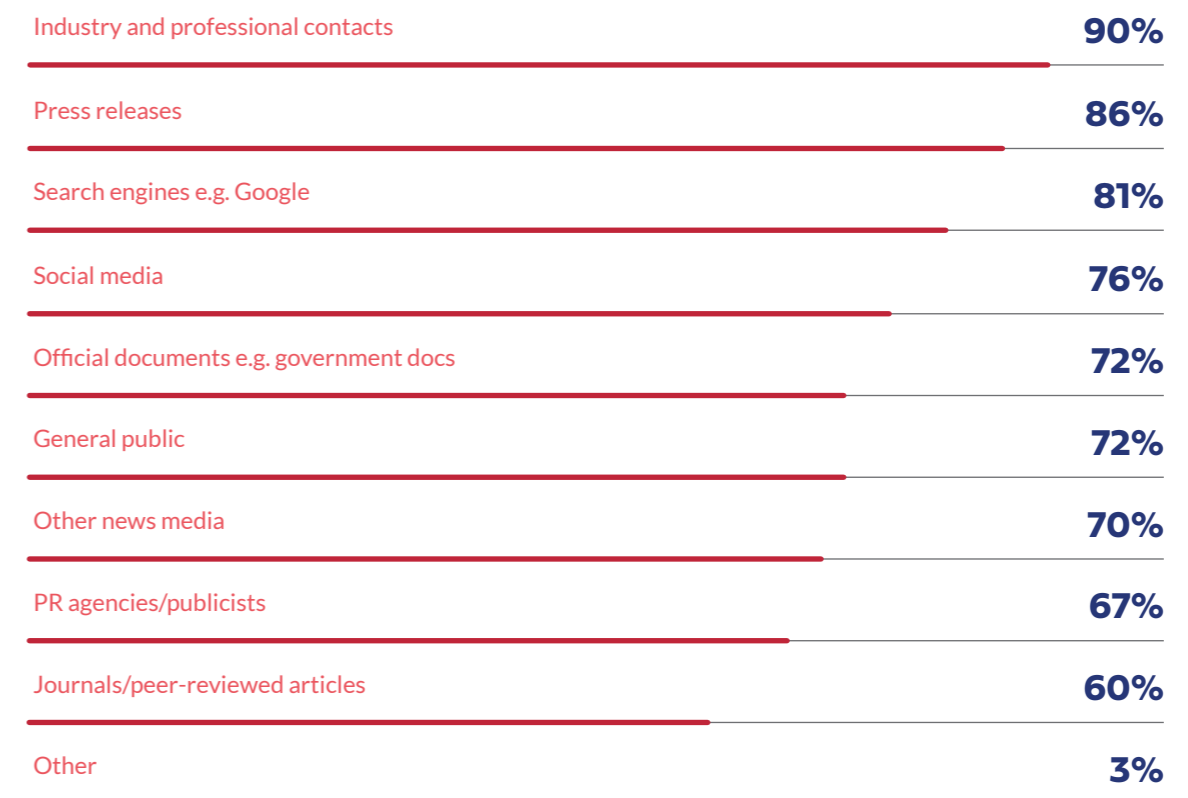 Industry and professional contacts 90%
Press releases 86%
Search engines e.g. Google 81%
Social media 76%
Official documents e.g. government docs 72%
General public 72%
Other news media 70%
PR agencies/publicists 67%
Journals/peer-reviewed articles 60%
Other 3%